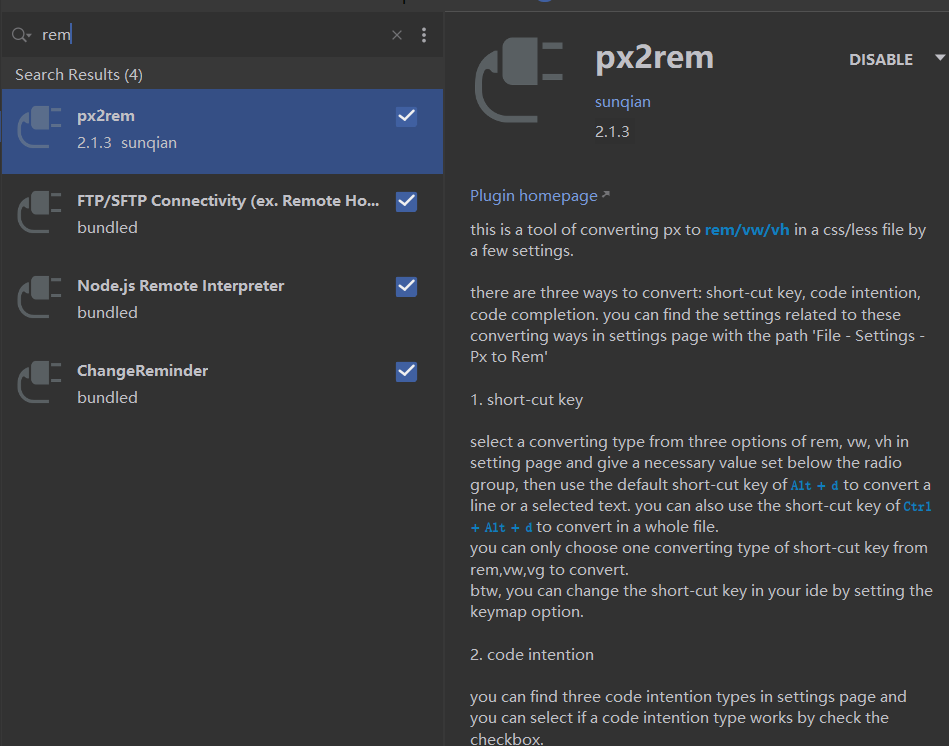 rem
Search Results (4)
px2rem
2.1.3 sunqian
FTP/SFTP Connectivity (ex. Remote Ho...
bundled
Node.js Remote Interpreter
bundled
ChangeReminder
bundled
px2rem
DISABLE
sunqian
2.1.3
Plugin homepage
this is a tool of converting px to rem/vw/vh in a css/less file by
a few settings.
there are three ways to convert: short-cut key, code intention,
code completion. you can find the settings related to these
converting ways in settings page with the path 'File - Settings -
Px to Rem'
1. short-cut key
select a converting type from three options of rem, vw, vh in
setting page and give a necessary value set below the radio
group, then use the default short-cut key of Alt + d to convert a
line or a selected text. you can also use the short-cut key of Ctrl
+ Alt + d to convert in a whole file.
you can only choose one converting type of short-cut key from
rem,vw,vg to convert.
btw, you can change the short-cut key in your ide by setting the
keymap option.
2. code intention
you can find three code intention types in settings page and
you can select if a code intention type works by check the
checkbox.